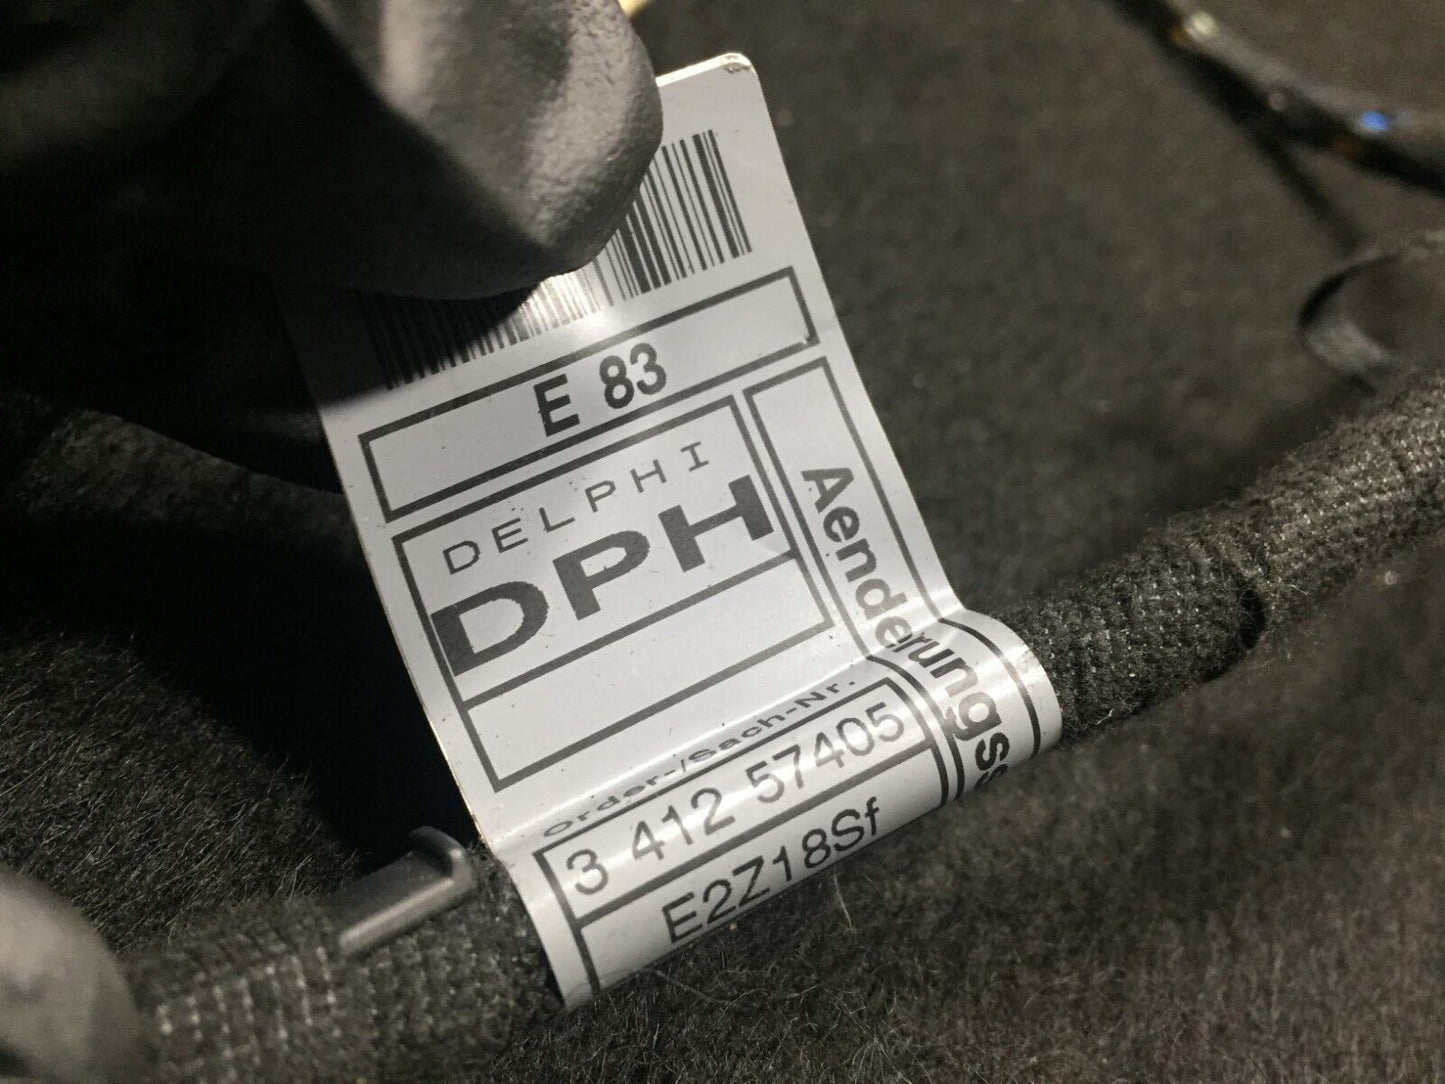 E 83
DELPHI
DPH
Aenderungss
Order-/Sach-Nr.
3 412 57405
E2Z18Sf